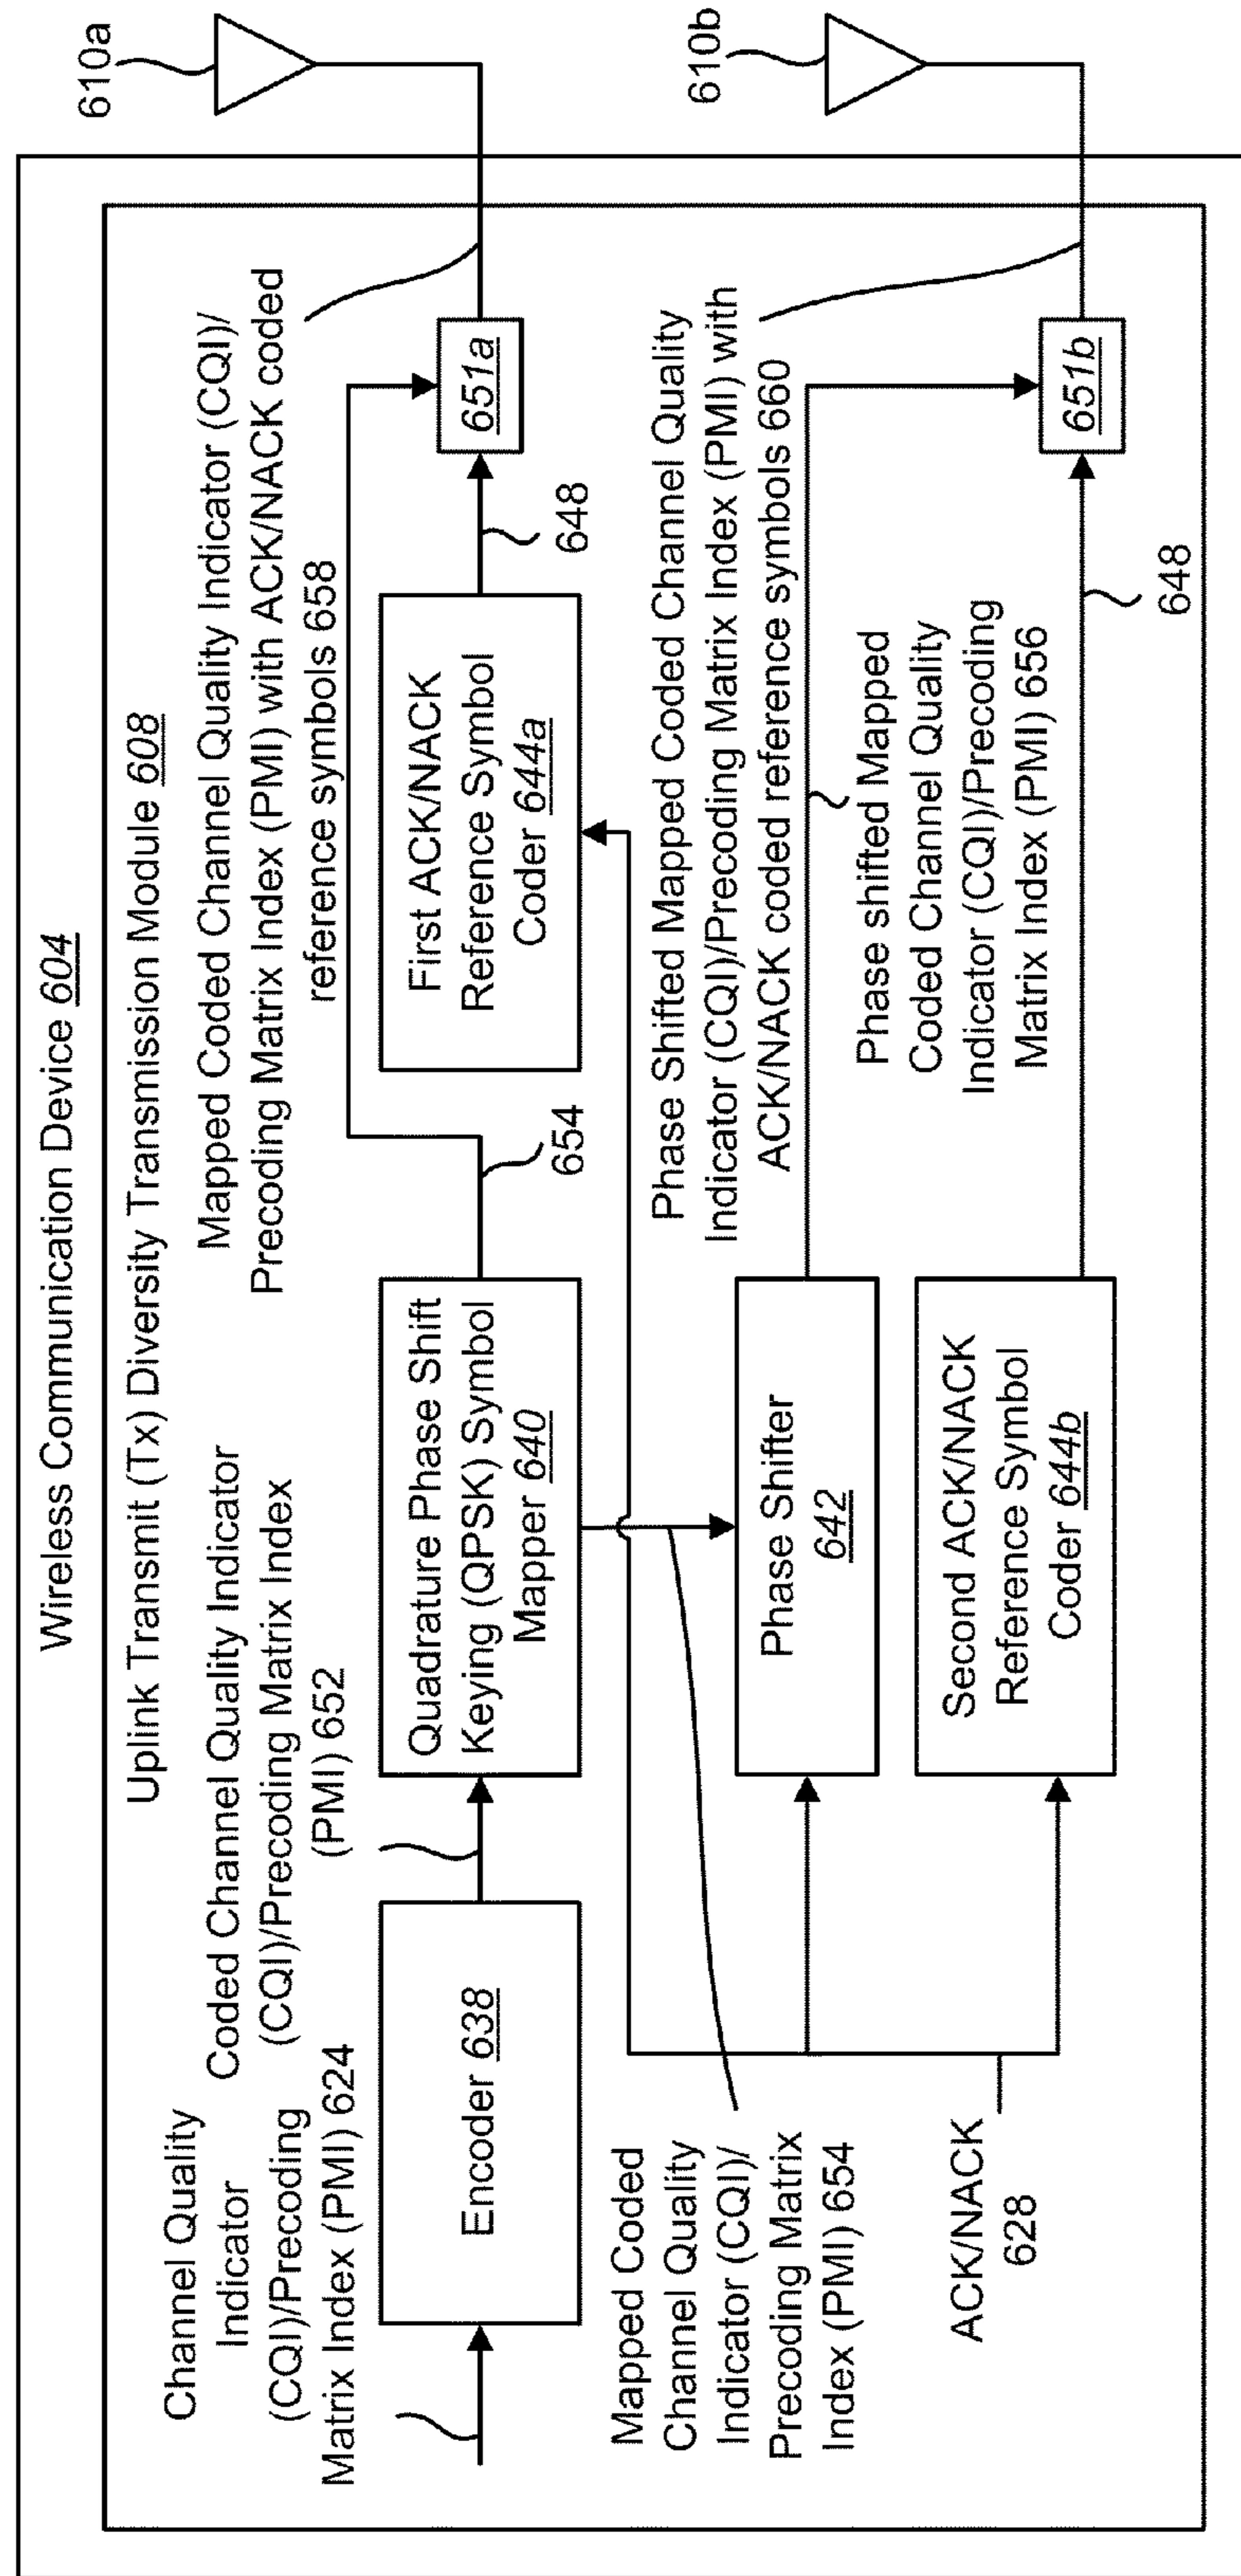 Wireless Communication Device 604
Uplink Transmit (Tx) Diversity Transmission Module 608
Channel Quality
Indicator
(CQI)/Precoding
Matrix Index (PMI) 624
Coded Channel Quality Indicator
(CQI)/Precoding Matrix Index
(PMI) 652
Mapped Coded Channel Quality Indicator (CQI)/
Precoding Matrix Index (PMI) with ACK/NACK coded
reference symbols 658
610a
Encoder 638
Quadrature Phase Shift
Keying (QPSK) Symbol
Mapper 640
654
First ACK/NACK
Reference Symbol
Coder 644a
648
651a
Mapped Coded
Channel Quality
Indicator (CQI)/
Precoding Matrix
Index (PMI) 654
Phase Shifted Mapped Coded Channel Quality
Indicator (CQI)/Precoding Matrix Index (PMI) with
ACK/NACK coded reference symbols 660
610b
Phase Shifter
642
Phase shifted Mapped
Coded Channel Quality
Indicator (CQI)/Precoding
Matrix Index (PMI) 656
ACK/NACK
628
Second ACK/NACK
Reference Symbol
Coder 644b
648
651b